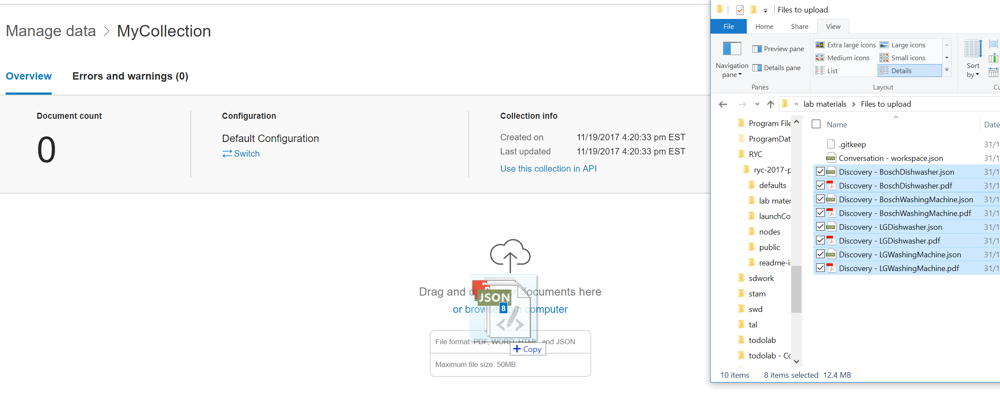 Manage data > MyCollection
Overview
Errors and warnings (0)
Document count
0
Configuration
Default Configuration
Switch
Collection info
Created on 11/19/2017 4:20:33 pm EST
Last updated 11/19/2017 4:20:33 pm EST
Use this collection in API
Drag and drop your documents here
or browse from computer
JSON
8
Copy
File format: PDF, WORD, HTML and JSON
Maximum file size: 50MB
Files to upload
File Home Share View
Navigation pane
Preview pane
Details pane
Panes
Extra large icons
Large icons
Medium icons
Small icons
List
Details
Layout
Sort by
« lab materials > Files to upload
Program File
ProgramDat
RYC
ryc-2017-p
defaults
lab mater
launchCo
nodes
public
readme-i
sdwork
stam
swd
tal
todolab
todolab - Co
Name
Date
.gitkeep 31/1
Conversation - workspace.json 31/1
Discovery - BoschDishwasher.json 31/1
Discovery - BoschDishwasher.pdf 31/1
Discovery - BoschWashingMachine.json 31/1
Discovery - BoschWashingMachine.pdf 31/1
Discovery - LGDishwasher.json 31/1
Discovery - LGDishwasher.pdf 31/1
Discovery - LGWashingMachine.json 31/1
Discovery - LGWashingMachine.pdf 31/1
10 items
8 items selected 12.4 MB